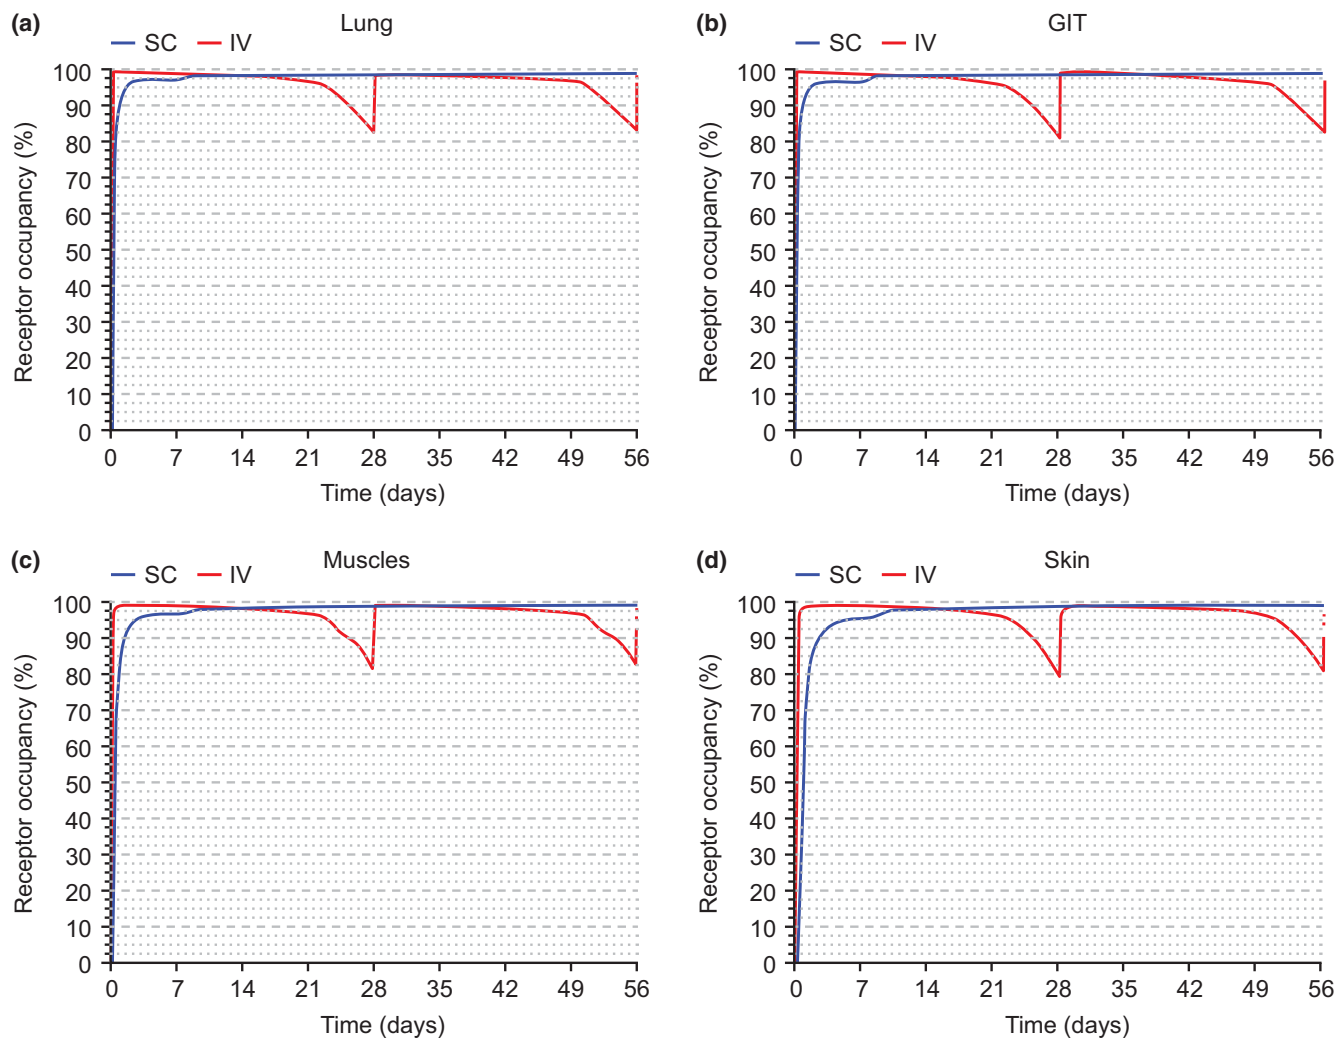 (a) Lung
SC IV
Receptor occupancy (%)
100
90
80
70
60
50
40
30
20
10
0
0 7 14 21 28 35 42 49 56
Time (days)
(b) GIT
SC IV
Receptor occupancy (%)
100
90
80
70
60
50
40
30
20
10
0
0 7 14 21 28 35 42 49 56
Time (days)
(c) Muscles
SC IV
Receptor occupancy (%)
100
90
80
70
60
50
40
30
20
10
0
0 7 14 21 28 35 42 49 56
Time (days)
(d) Skin
SC IV
Receptor occupancy (%)
100
90
80
70
60
50
40
30
20
10
0
0 7 14 21 28 35 42 49 56
Time (days)